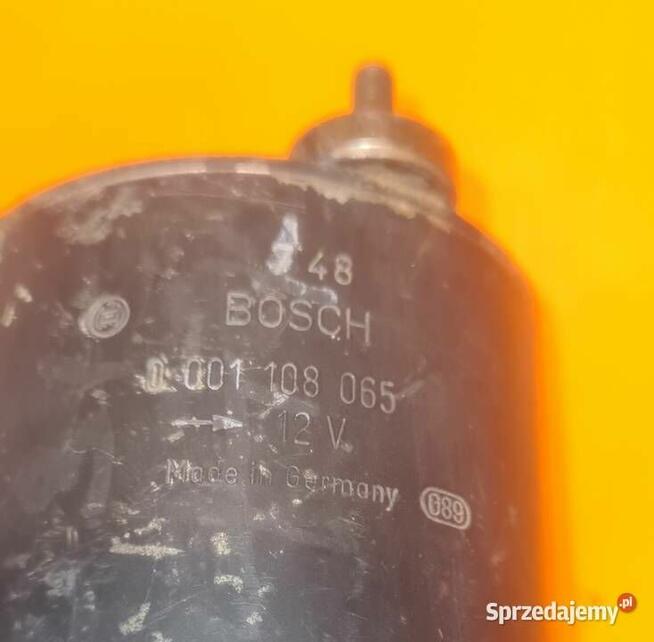 48
BOSCH
0 001 108 065
12 V
Made in Germany
089
Sprzedajemy.pl